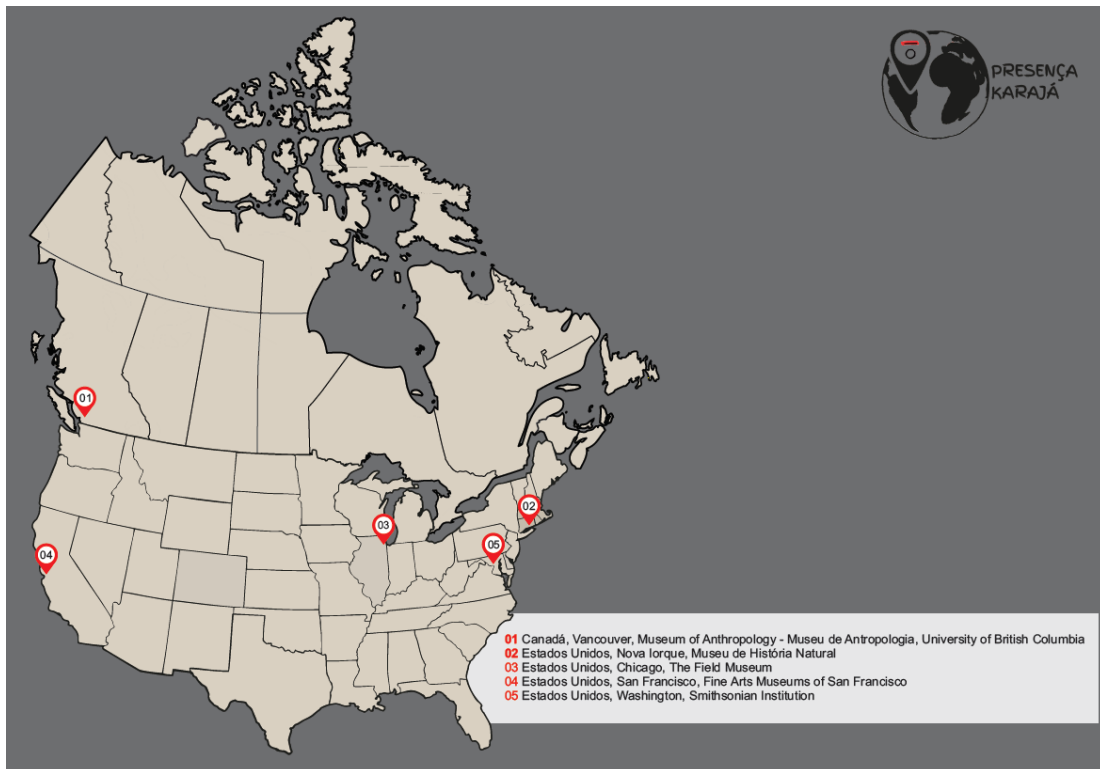 PRESENÇA
KARAJÁ
01
02
03
05
04
01 Canadá, Vancouver, Museum of Anthropology - Museu de Antropologia, University of British Columbia
02 Estados Unidos, Nova Iorque, Museu de História Natural
03 Estados Unidos, Chicago, The Field Museum
04 Estados Unidos, San Francisco, Fine Arts Museums of San Francisco
05 Estados Unidos, Washington, Smithsonian Institution